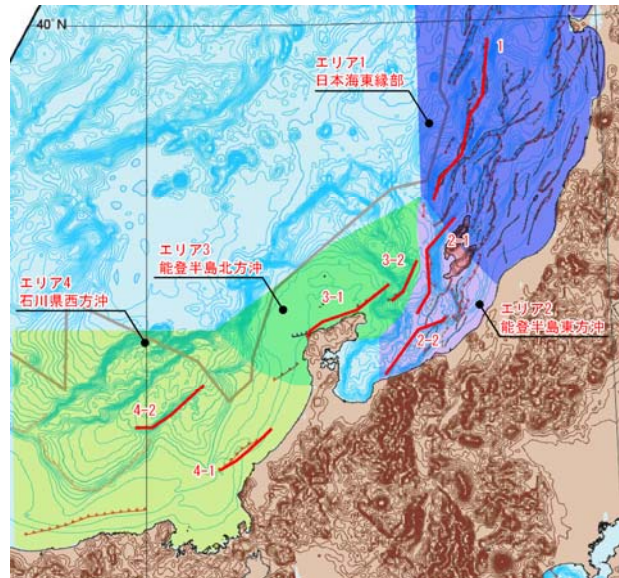 40°N
エリア1
日本海東縁部
1
エリア3
能登半島北方沖
エリア4
石川県西方沖
2-1
3-2
3-1
エリア2
能登半島東方沖
2-2
4-2
4-1